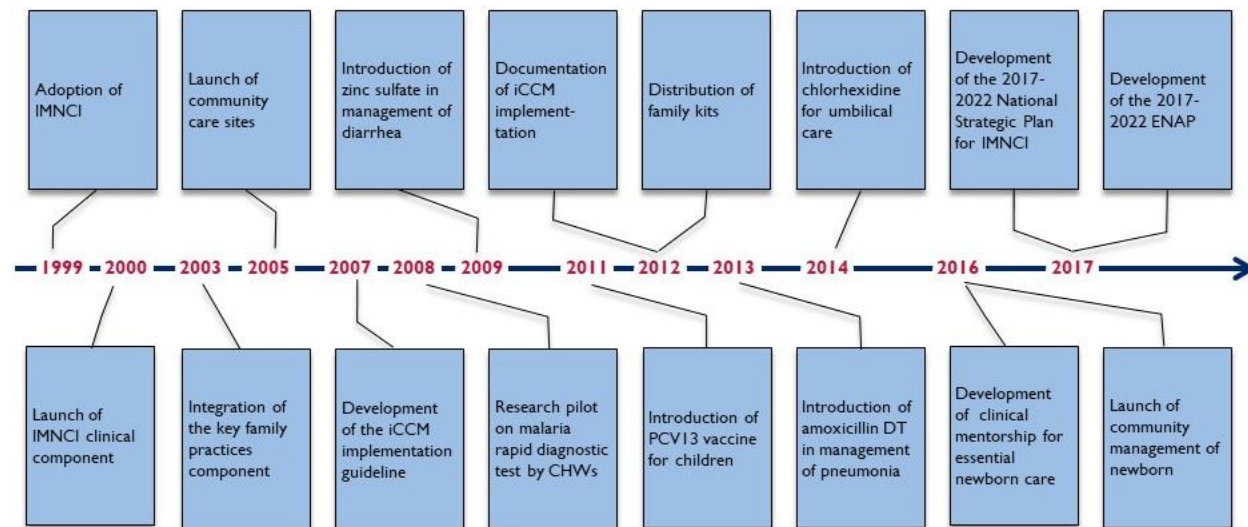 Adoption of
IMNCI
Launch of
community
care sites
Introduction of
zinc sulfate in
management of
diarrhea
Documentation
of iCCM
implemen-
tation
Distribution of
family kits
Introduction of
chlorhexidine
for umbilical
care
Development
of the 2017-
2022 National
Strategic Plan
for IMNCI
Development
of the 2017-
2022 ENAP
1999 2000 2003 2005 2007 2008 2009 2011 2012 2013 2014 2016 2017
Launch of
IMNCI clinical
component
Integration of
the key family
practices
component
Development
of the iCCM
implementation
guideline
Research pilot
on malaria
rapid diagnostic
test by CHWs
Introduction of
PCV13 vaccine
for children
Introduction of
amoxicillin DT
in management
of pneumonia
Development
of clinical
mentorship for
essential
newborn care
Launch of
community
management of
newborn